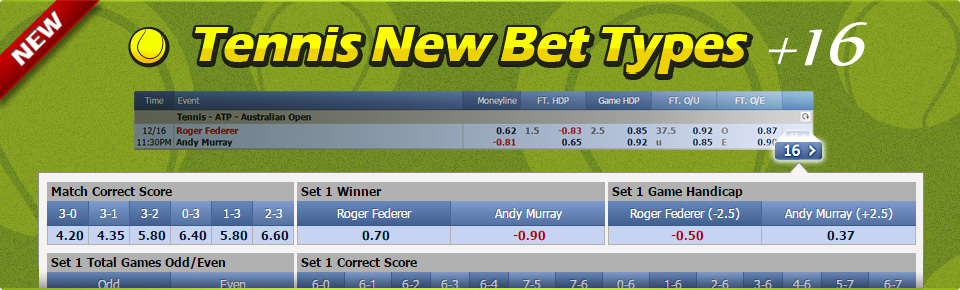 NEW
Tennis New Bet Types +16
Time Event Moneyline FT. HDP Game HDP FT. O/U FT. O/E
Tennis - ATP - Australian Open
12/16 Roger Federer 0.62 1.5 -0.83 2.5 0.85 37.5 0.92 O 0.87
11:30PM Andy Murray -0.81 0.65 0.92 u 0.85 E
16 >
Match Correct Score Set 1 Winner Set 1 Game Handicap
3-0 3-1 3-2 0-3 1-3 2-3 Roger Federer Andy Murray Roger Federer (-2.5) Andy Murray (+2.5)
4.20 4.35 5.80 6.40 5.80 6.60 0.70 -0.90 -0.50 0.37
Set 1 Total Games Odd/Even Set 1 Correct Score
Odd Even 6-0 6-1 6-2 6-3 6-4 7-5 7-6 0-6 1-6 2-6 3-6 4-6 5-7 6-7